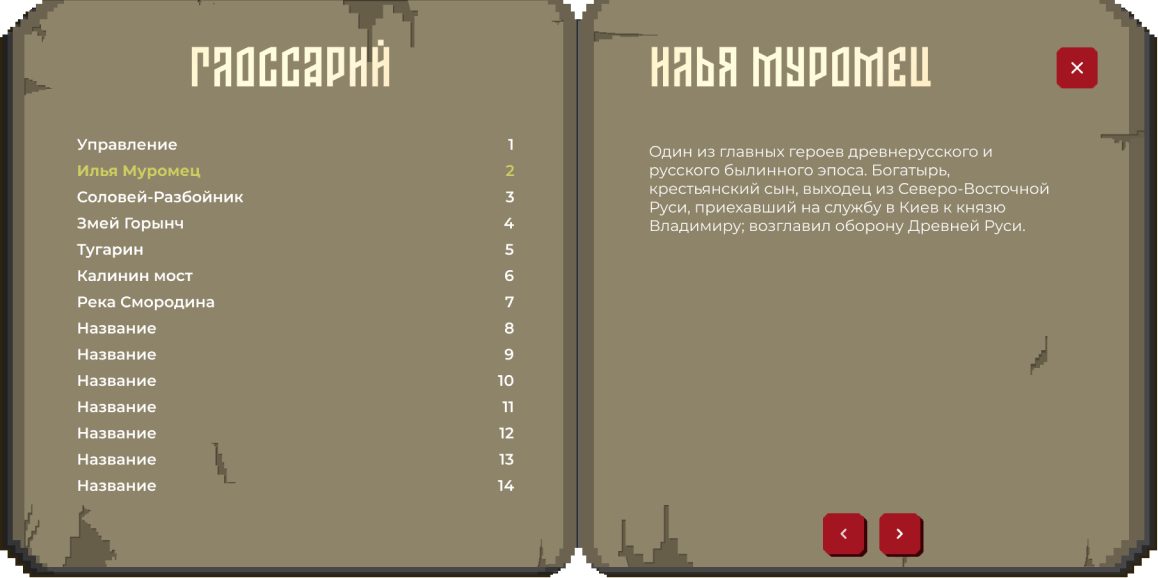 ГЛОССАРИЙ
Управление 1
Илья Муромец 2
Соловей-Разбойник 3
Змей Горынч 4
Тугарин 5
Калинин мост 6
Река Смородина 7
Название 8
Название 9
Название 10
Название 11
Название 12
Название 13
Название 14
ИЛЬЯ МУРОМЕЦ
Один из главных героев древнерусского и
русского былинного эпоса. Богатырь,
крестьянский сын, выходец из Северо-Восточной
Руси, приехавший на службу в Киев к князю
Владимиру; возглавил оборону Древней Руси.